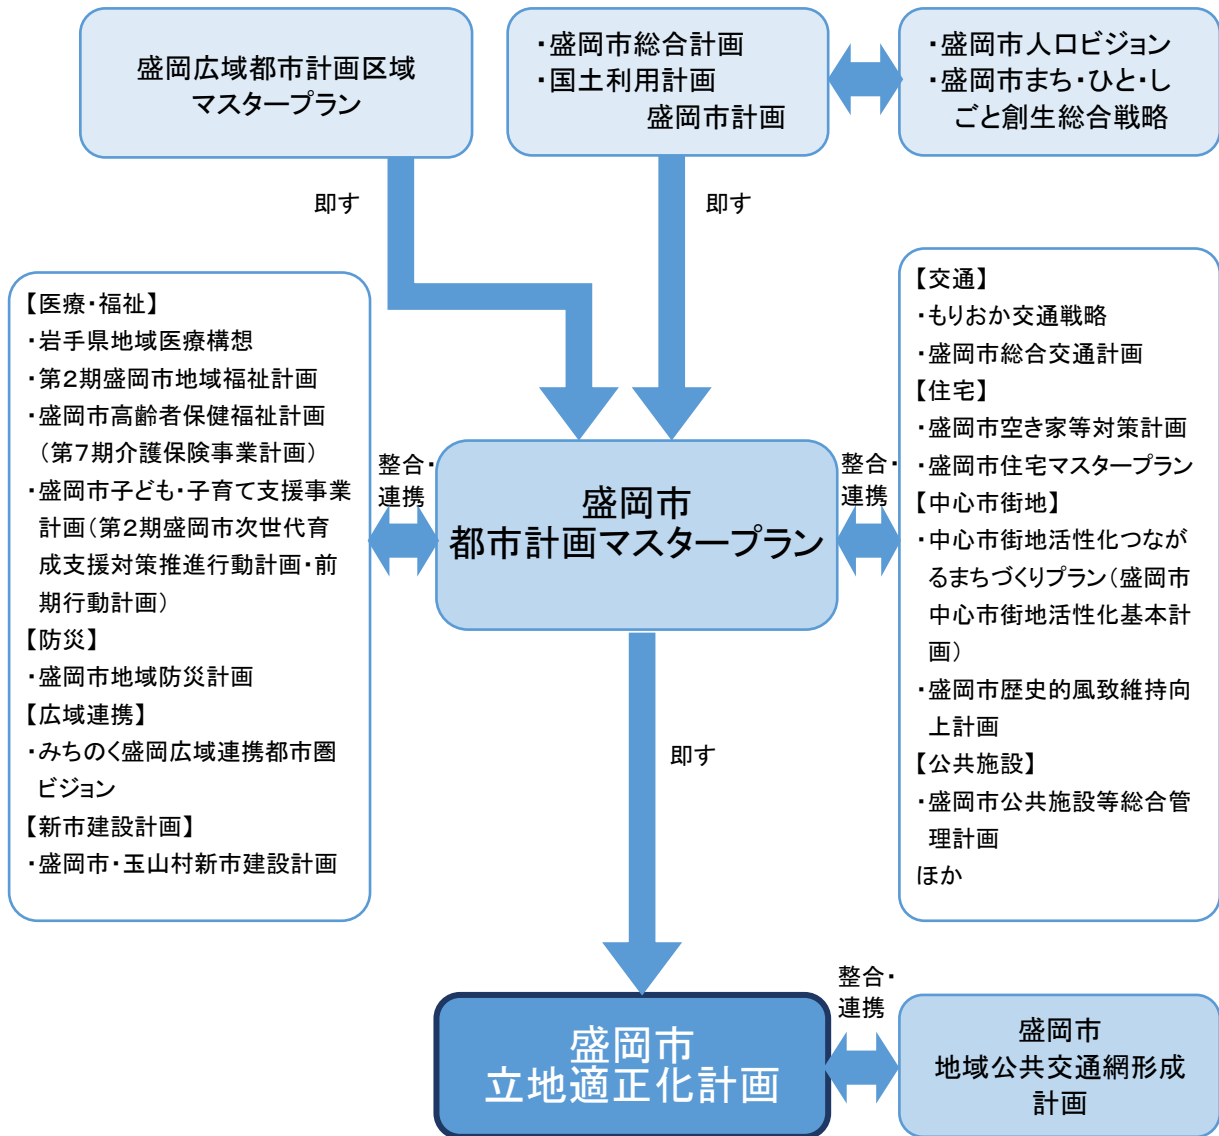 盛岡広域都市計画区域
マスタープラン
・盛岡市総合計画
・国土利用計画
盛岡市計画
・盛岡市人口ビジョン
・盛岡市まち・ひと・し
ごと創生総合戦略
即す
即す
【医療・福祉】
・岩手県地域医療構想
・第2期盛岡市地域福祉計画
・盛岡市高齢者保健福祉計画
（第7期介護保険事業計画）
・盛岡市子ども・子育て支援事業
計画（第2期盛岡市次世代育
成支援対策推進行動計画・前
期行動計画）
【防災】
・盛岡市地域防災計画
【広域連携】
・みちのく盛岡広域連携都市圏
ビジョン
【新市建設計画】
・盛岡市・玉山村新市建設計画
整合・
連携
盛岡市
都市計画マスタープラン
整合・
連携
【交通】
・もりおか交通戦略
・盛岡市総合交通計画
【住宅】
・盛岡市空き家等対策計画
・盛岡市住宅マスタープラン
【中心市街地】
・中心市街地活性化つなが
るまちづくりプラン（盛岡市
中心市街地活性化基本計
画）
・盛岡市歴史的風致維持向
上計画
【公共施設】
・盛岡市公共施設等総合管
理計画
ほか
即す
盛岡市
立地適正化計画
整合・
連携
盛岡市
地域公共交通網形成
計画